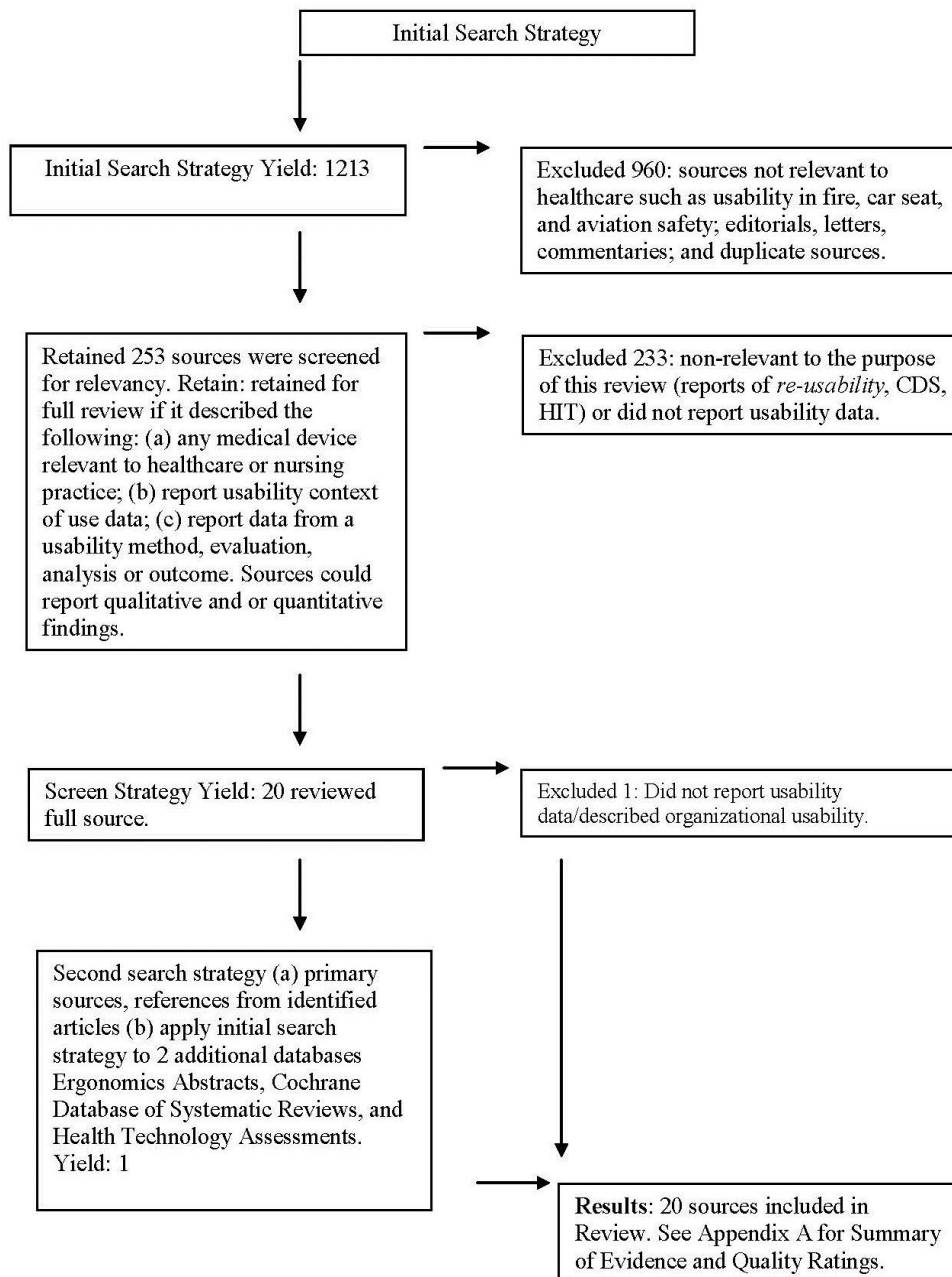 Initial Search Strategy
Initial Search Strategy Yield: 1213
Excluded 960: sources not relevant to
healthcare such as usability in fire, car seat,
and aviation safety; editorials, letters,
commentaries; and duplicate sources.
Retained 253 sources were screened
for relevancy. Retain: retained for
full review if it described the
following: (a) any medical device
relevant to healthcare or nursing
practice; (b) report usability context
of use data; (c) report data from a
usability method, evaluation,
analysis or outcome. Sources could
report qualitative and or quantitative
findings.
Excluded 233: non-relevant to the purpose
of this review (reports of re-usability, CDS,
HIT) or did not report usability data.
Screen Strategy Yield: 20 reviewed
full source.
Excluded 1: Did not report usability
data/described organizational usability.
Second search strategy (a) primary
sources, references from identified
articles (b) apply initial search
strategy to 2 additional databases
Ergonomics Abstracts, Cochrane
Database of Systematic Reviews, and
Health Technology Assessments.
Yield: 1
Results: 20 sources included in
Review. See Appendix A for Summary
of Evidence and Quality Ratings.